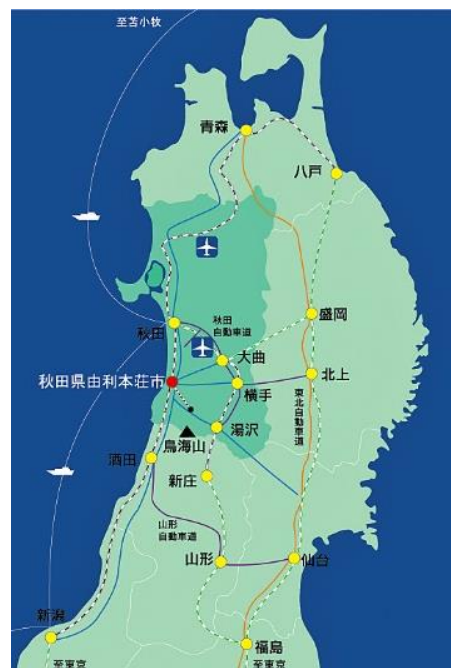 至苫小牧
青森
八戸
秋田
秋田
自動車道
盛岡
大曲
秋田県由利本荘市
横手
北上
東北自動車道
湯沢
鳥海山
酒田
新庄
山形
自動車道
山形
仙台
新潟
福島
至東京
至東京